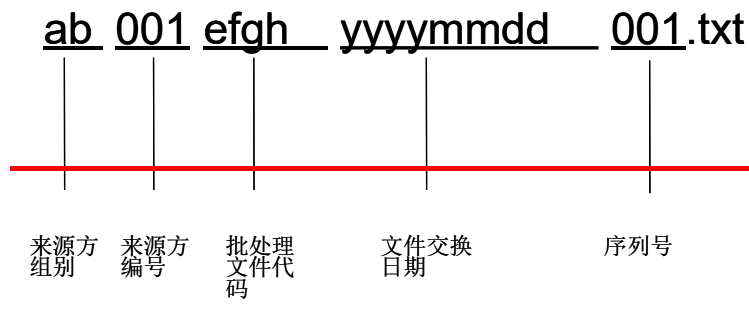 ab 001 efgh yyyymmdd 001.txt
来源方 来源方 批处理 文件交换 序列号
组别 编号 文件代 日期
码